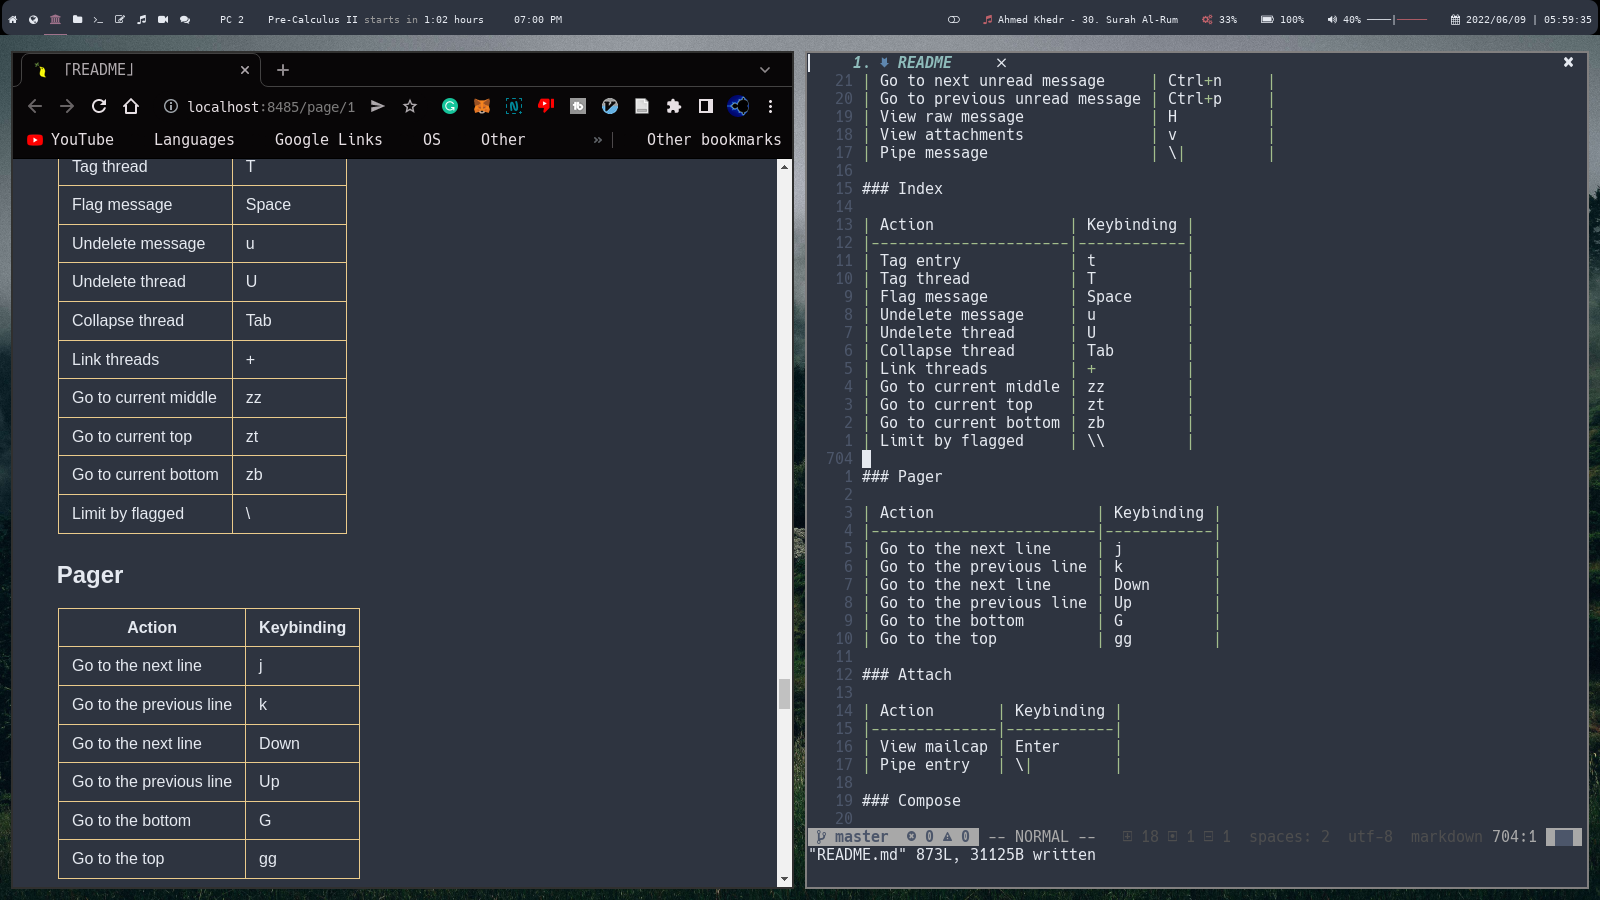 PC 2 Pre-Calculus II starts in 1:02 hours 07:00 PM Ahmed Khedr - 30. Surah Al-Rum 33% 100% 40% 2022/06/09 | 05:59:35
「README」 × +
localhost:8485/page/1
YouTube Languages Google Links OS Other » Other bookmarks
Tag thread T
Flag message Space
Undelete message u
Undelete thread U
Collapse thread Tab
Link threads +
Go to current middle zz
Go to current top zt
Go to current bottom zb
Limit by flagged \
Pager
Action Keybinding
Go to the next line j
Go to the previous line k
Go to the next line Down
Go to the previous line Up
Go to the bottom G
Go to the top gg
1. README ×
21 | Go to next unread message | Ctrl+n |
20 | Go to previous unread message | Ctrl+p |
19 | View raw message | H |
18 | View attachments | v |
17 | Pipe message | \| |
16
15 ### Index
14
13 | Action | Keybinding |
12 |----------------------|------------|
11 | Tag entry | t |
10 | Tag thread | T |
9 | Flag message | Space |
8 | Undelete message | u |
7 | Undelete thread | U |
6 | Collapse thread | Tab |
5 | Link threads | + |
4 | Go to current middle | zz |
3 | Go to current top | zt |
2 | Go to current bottom | zb |
1 | Limit by flagged | \\ |
704
1 ### Pager
2
3 | Action | Keybinding |
4 |-------------------------|------------|
5 | Go to the next line | j |
6 | Go to the previous line | k |
7 | Go to the next line | Down |
8 | Go to the previous line | Up |
9 | Go to the bottom | G |
10 | Go to the top | gg |
11
12 ### Attach
13
14 | Action | Keybinding |
15 |--------------|------------|
16 | View mailcap | Enter |
17 | Pipe entry | \| |
18
19 ### Compose
20
master 0 0 -- NORMAL -- 18 1 1 spaces: 2 utf-8 markdown 704:1
"README.md" 873L, 31125B written